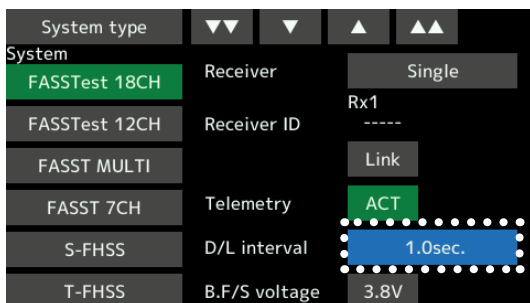 System type ▼▼ ▼ ▲ ▲▲
System
FASSTest 18CH
Receiver Single
Rx1
FASSTest 12CH
Receiver ID -----
FASST MULTI
Link
FASST 7CH
Telemetry ACT
S-FHSS
D/L interval 1.0sec.
T-FHSS
B.F/S voltage 3.8V